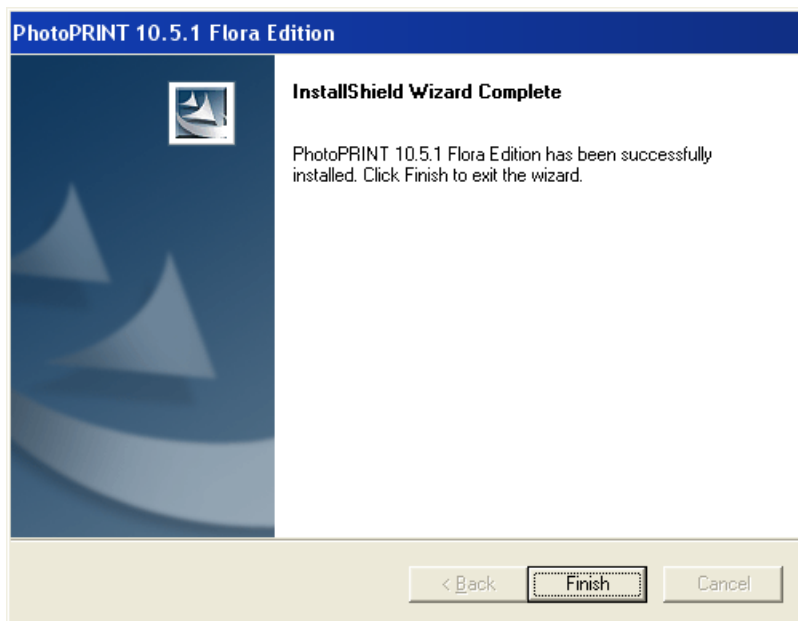 PhotoPRINT 10.5.1 Flora Edition
InstallShield Wizard Complete
PhotoPRINT 10.5.1 Flora Edition has been successfully
installed. Click Finish to exit the wizard.
< Back
Finish
Cancel